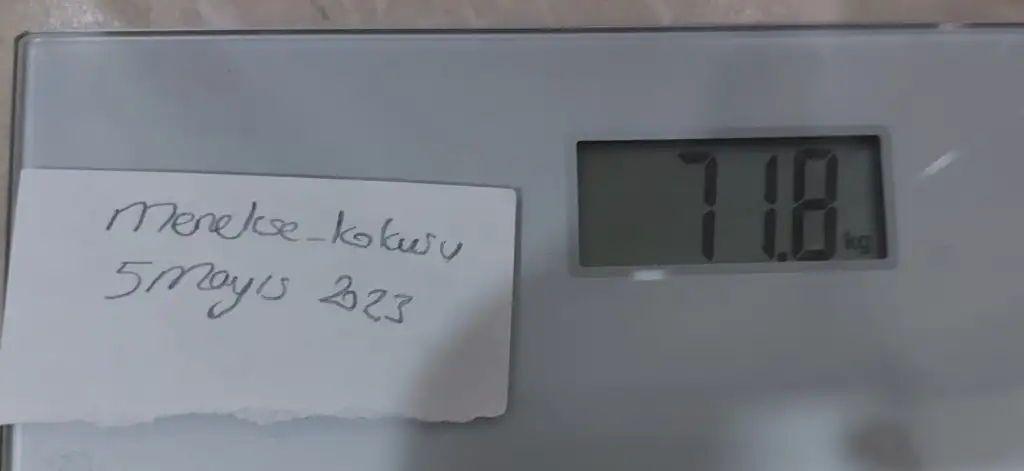 menekse_kokusu
5 Mayıs 2023
71.8 kg